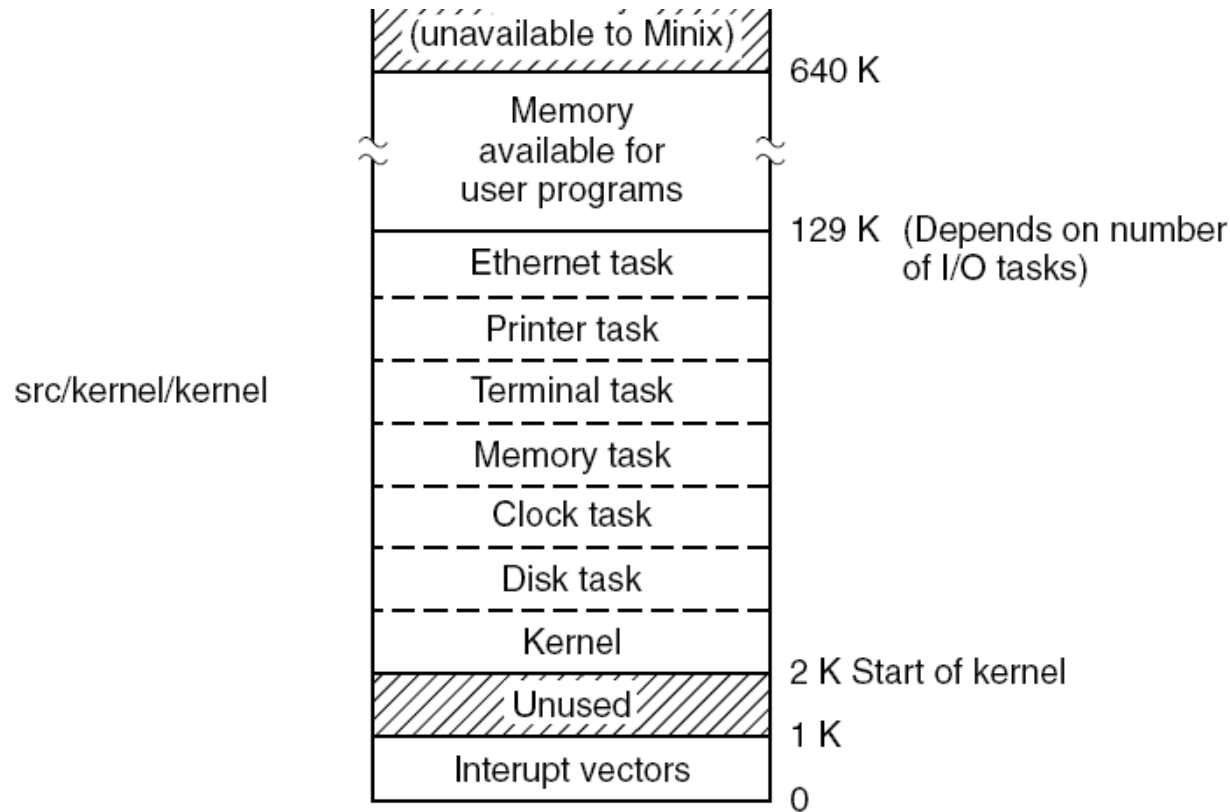 (unavailable to Minix)
640 K
Memory
available for
user programs
129 K (Depends on number
of I/O tasks)
Ethernet task
Printer task
src/kernel/kernel
Terminal task
Memory task
Clock task
Disk task
Kernel
2 K Start of kernel
Unused
1 K
Interupt vectors
0